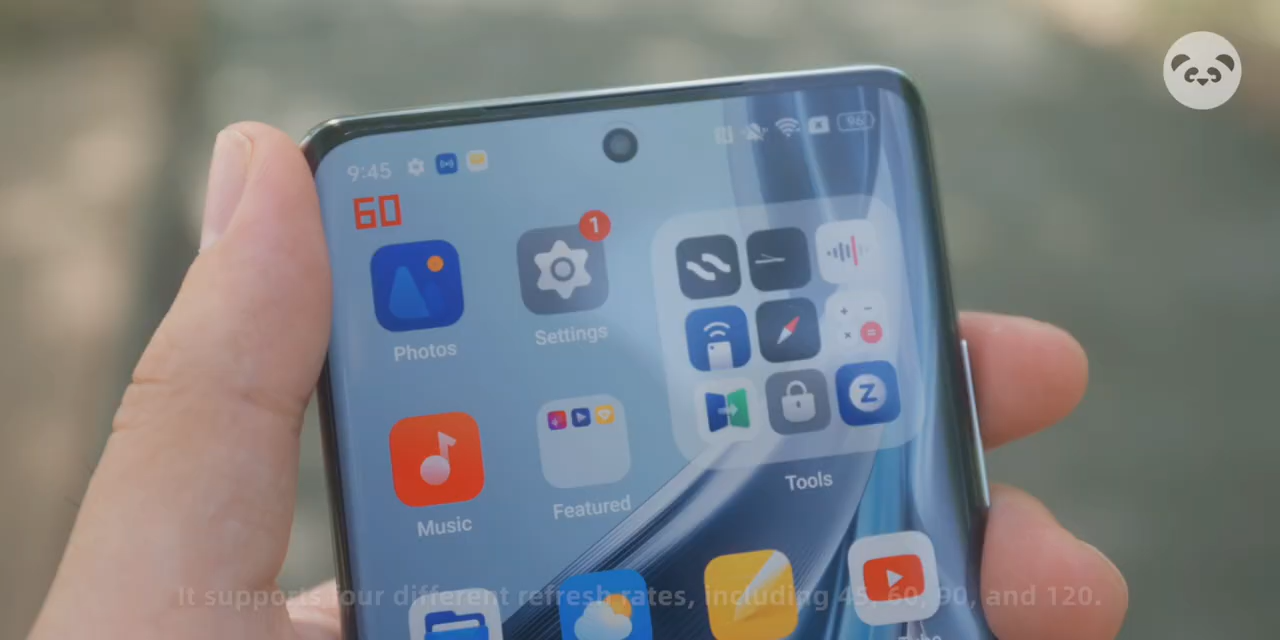 9:45
96
60
1
Photos
Settings
Z
Tools
Music
Featured
It supports four different refresh rates, including 45, 60, 90, and 120.